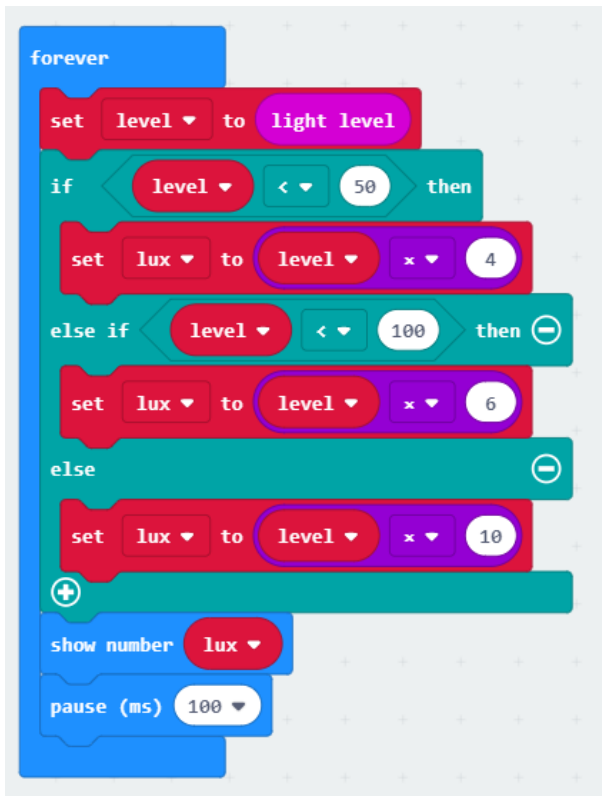 forever
set level to light level
if level < 50 then
set lux to level × 4
else if level < 100 then
set lux to level × 6
else
set lux to level × 10
show number lux
pause (ms) 100